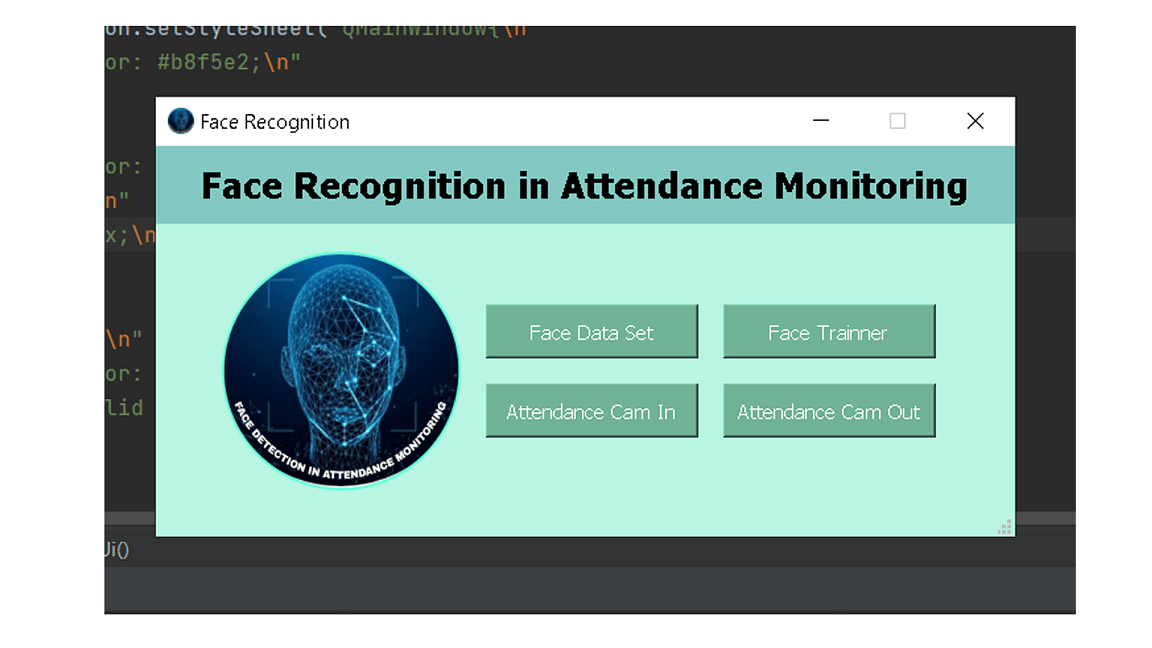 on.setStyleSheet("QMainWindow{\n
or: #b8f5e2;\n"
Face Recognition
or:
n"
x;\n
\n"
or:
lid
Face Recognition in Attendance Monitoring
FACE DETECTION IN ATTENDANCE MONITORING
Face Data Set
Face Trainner
Attendance Cam In
Attendance Cam Out
Ui()